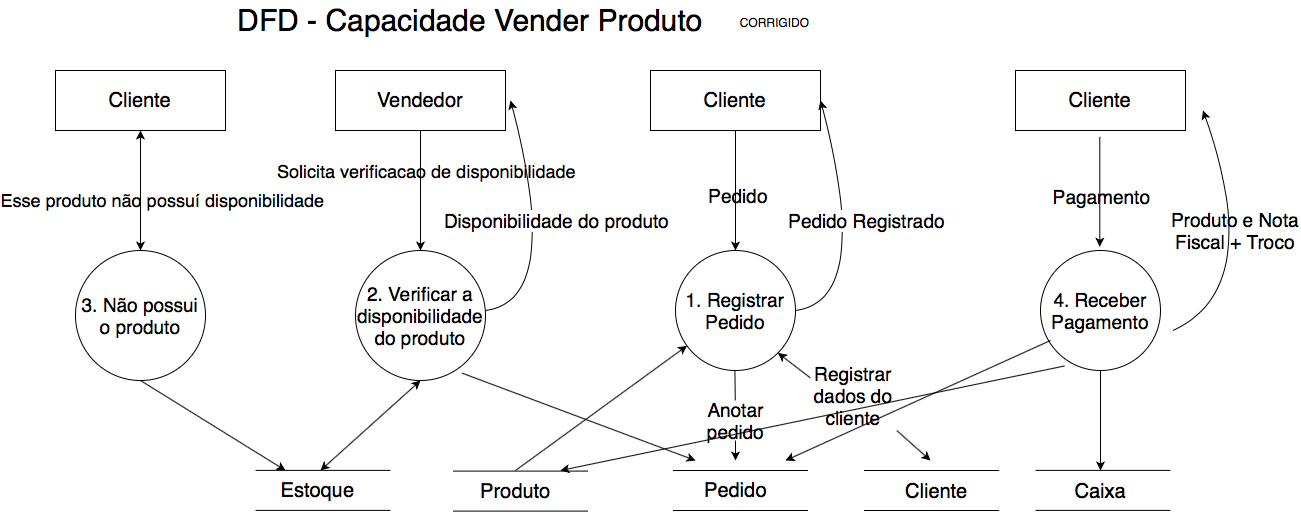 DFD - Capacidade Vender Produto
CORRIGIDO
Cliente
Vendedor
Cliente
Cliente
Solicita verificacao de disponibilidade
Esse produto não possuí disponibilidade
Disponibilidade do produto
Pedido
Pedido Registrado
Pagamento
Produto e Nota
Fiscal + Troco
3. Não possui
o produto
2. Verificar a
disponibilidade
do produto
1. Registrar
Pedido
4. Receber
Pagamento
Anotar
pedido
Registrar
dados do
cliente
Estoque
Produto
Pedido
Cliente
Caixa